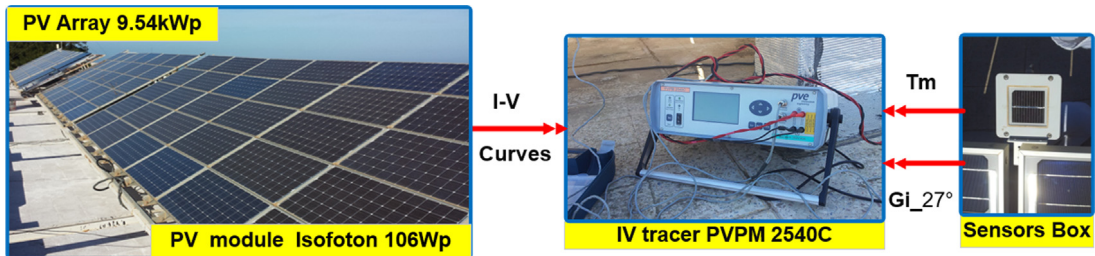 PV Array 9.54kWp
PV module Isofoton 106Wp
I-V
Curves
pve
IV tracer PVPM 2540C
Tm
Gi_27°
Sensors Box